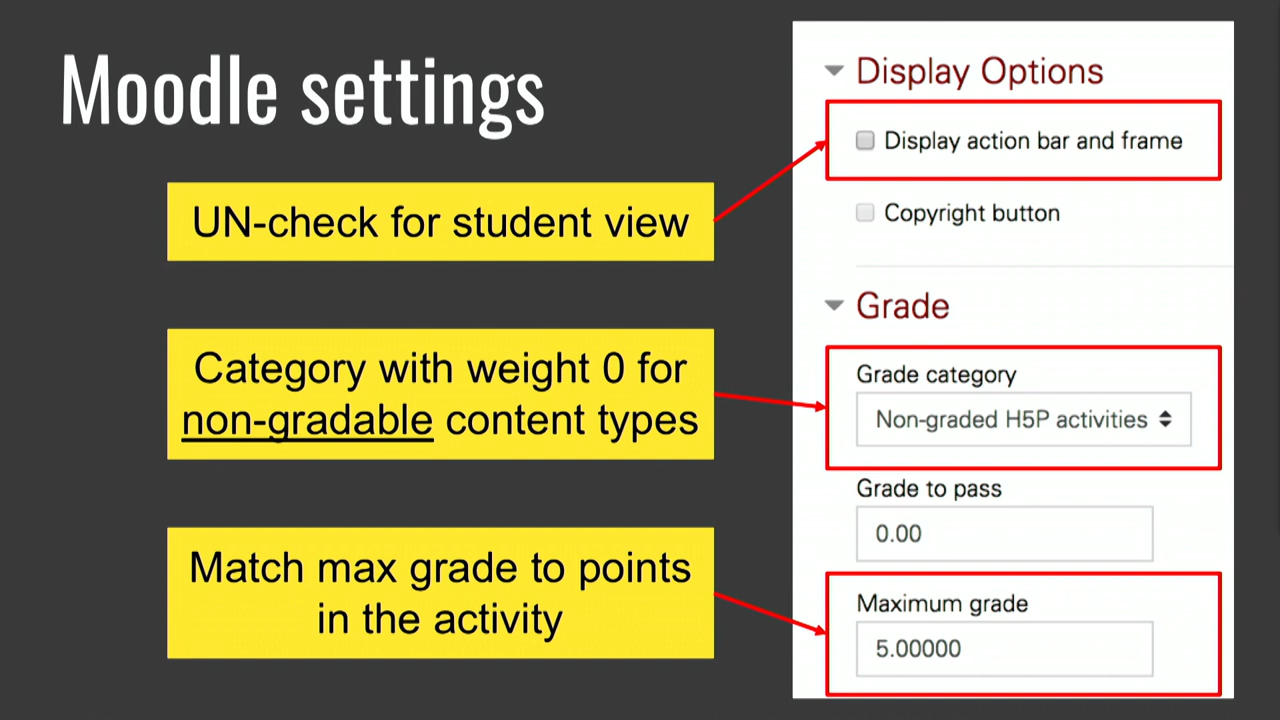 Moodle settings
UN-check for student view
Category with weight 0 for
non-gradable content types
Match max grade to points
in the activity
Display Options
Display action bar and frame
Copyright button
Grade
Grade category
Non-graded H5P activities
Grade to pass
0.00
Maximum grade
5.00000